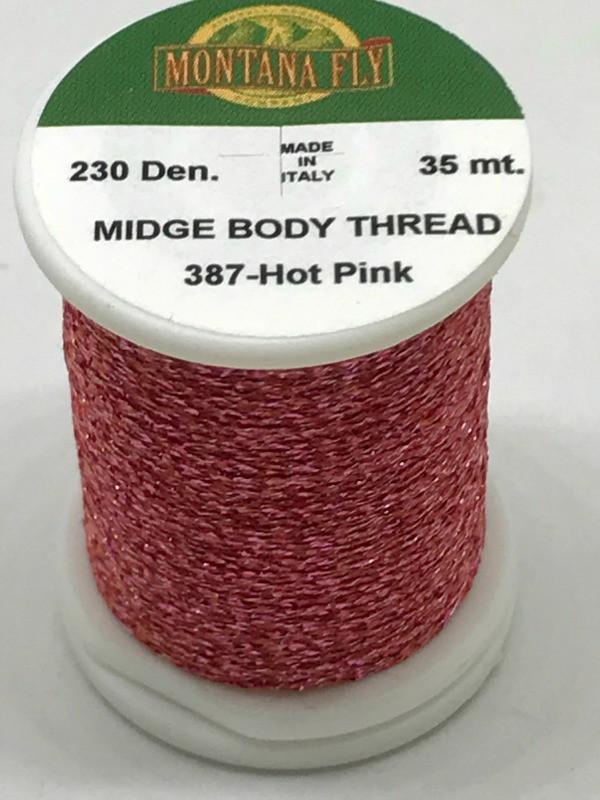 MONTANA FLY
230 Den.
MADE
IN
ITALY
35 mt.
MIDGE BODY THREAD
387-Hot Pink